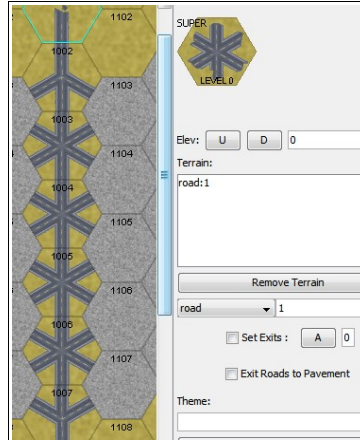 1102
1002
1103
1003
1104
1004
1105
1005
1106
1006
1107
1007
1108
SUPER
LEVEL 0
Elev: U D 0
Terrain:
road:1
Remove Terrain
road 1
Set Exits : A 0
Exit Roads to Pavement
Theme: